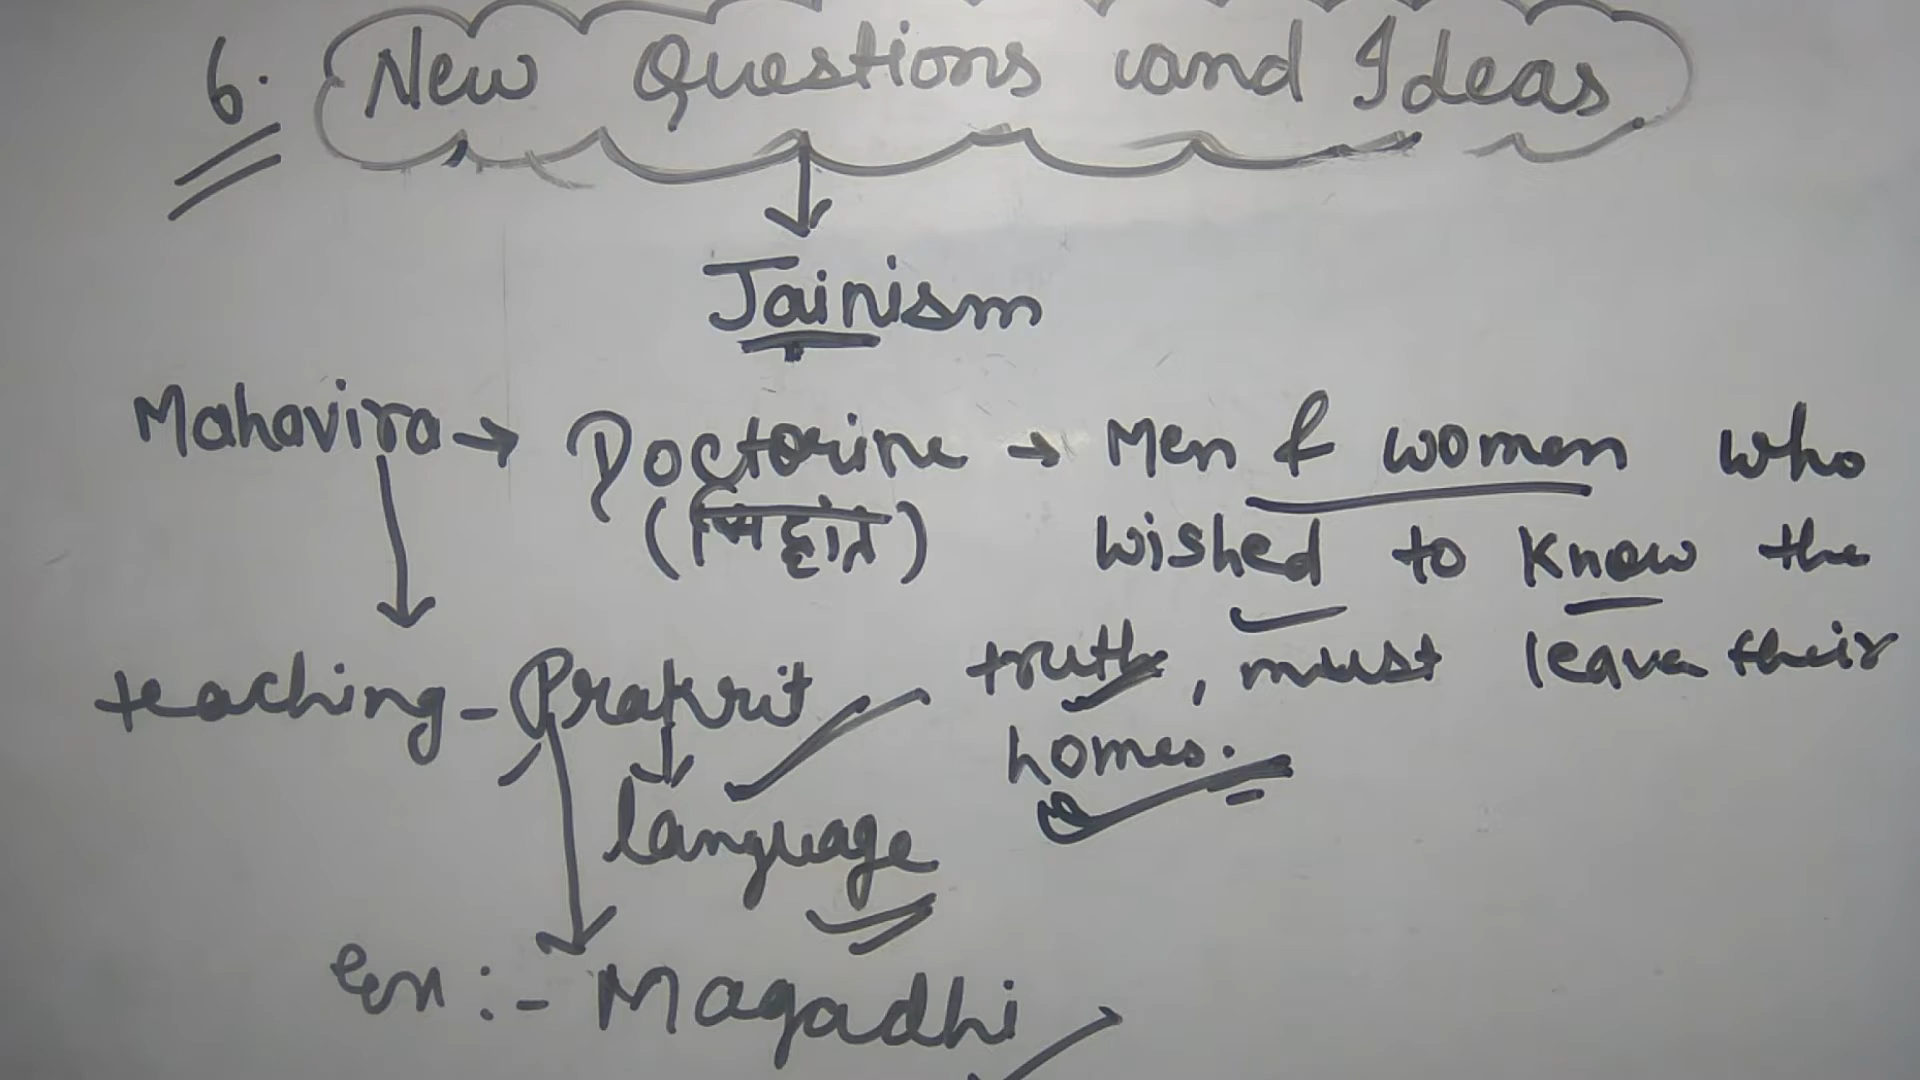 6. New Questions and Ideas
Jainism
Mahavira → Doctorine → Men & women who
(सिद्धांत) wished to know the
truth, must leave their
homes.
teaching - Prakrit
language
Ex :- Magadhi